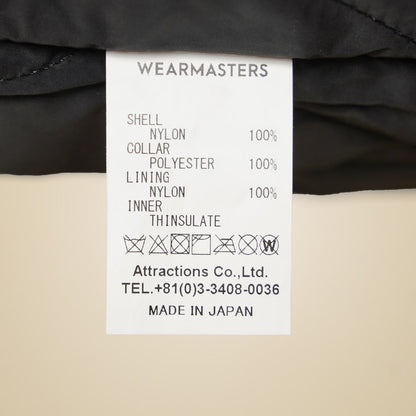 WEARMASTERS
SHELL
NYLON 100%
COLLAR
POLYESTER 100%
LINING
NYLON 100%
INNER
THINSULATE
W
Attractions Co.,Ltd.
TEL.+81(0)3-3408-0036
MADE IN JAPAN